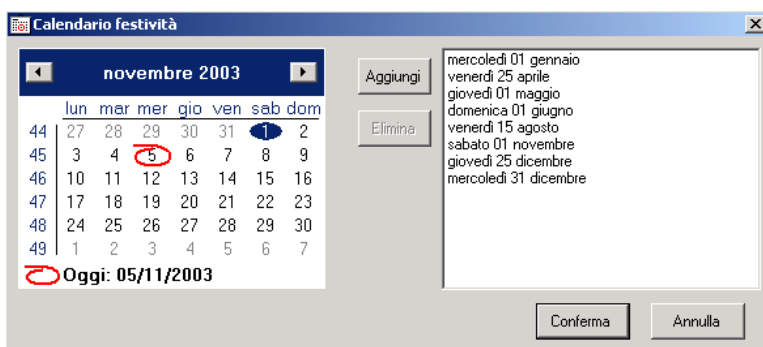 Calendario festività
novembre 2003
lun mar mer gio ven sab dom
44 27 28 29 30 31 1 2
45 3 4 5 6 7 8 9
46 10 11 12 13 14 15 16
47 17 18 19 20 21 22 23
48 24 25 26 27 28 29 30
49 1 2 3 4 5 6 7
Oggi: 05/11/2003
Aggiungi
Elimina
mercoledì 01 gennaio
venerdì 25 aprile
giovedì 01 maggio
domenica 01 giugno
venerdì 15 agosto
sabato 01 novembre
giovedì 25 dicembre
mercoledì 31 dicembre
Conferma
Annulla